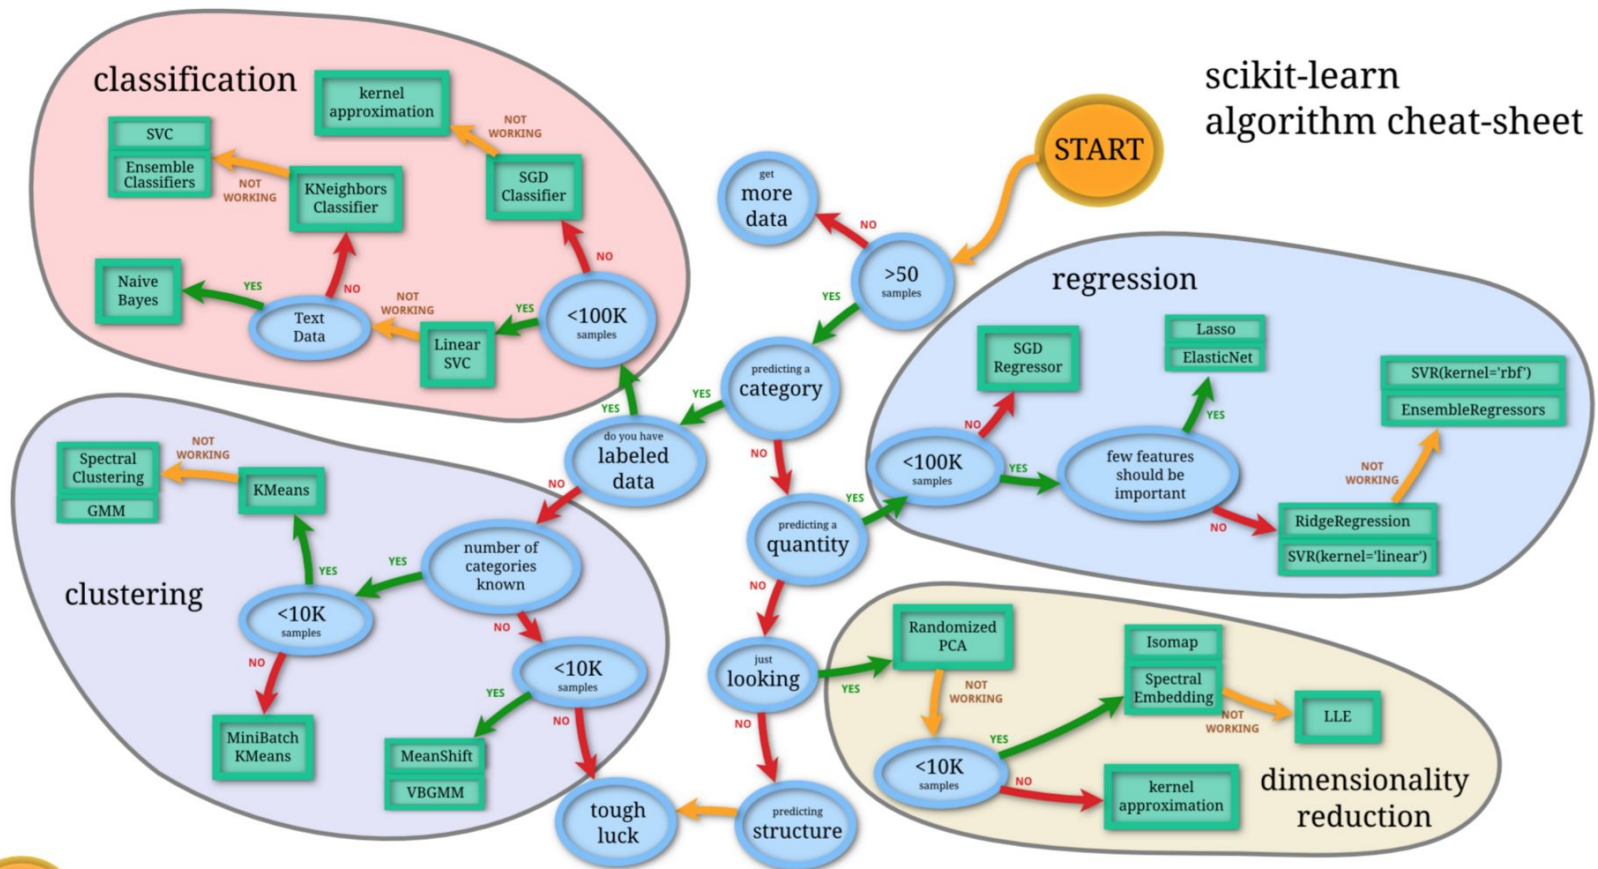 scikit-learn
algorithm cheat-sheet
START
>50
samples
NO
get
more
data
YES
predicting a
category
YES
do you have
labeled
data
YES
classification
<100K
samples
NO
SGD
Classifier
NOT
WORKING
kernel
approximation
YES
Linear
SVC
NOT
WORKING
Text
Data
YES
Naive
Bayes
NO
KNeighbors
Classifier
NOT
WORKING
SVC
Ensemble
Classifiers
NO
clustering
number of
categories
known
YES
<10K
samples
YES
KMeans
NOT
WORKING
Spectral
Clustering
GMM
NO
MiniBatch
KMeans
NO
<10K
samples
YES
MeanShift
VBGMM
NO
tough
luck
NO
predicting a
quantity
YES
regression
<100K
samples
NO
SGD
Regressor
YES
few features
should be
important
YES
Lasso
ElasticNet
NO
RidgeRegression
SVR(kernel='linear')
NOT
WORKING
SVR(kernel='rbf')
EnsembleRegressors
NO
just
looking
YES
dimensionality
reduction
Randomized
PCA
NOT
WORKING
<10K
samples
YES
Isomap
Spectral
Embedding
NOT
WORKING
LLE
NO
kernel
approximation
NO
predicting
structure